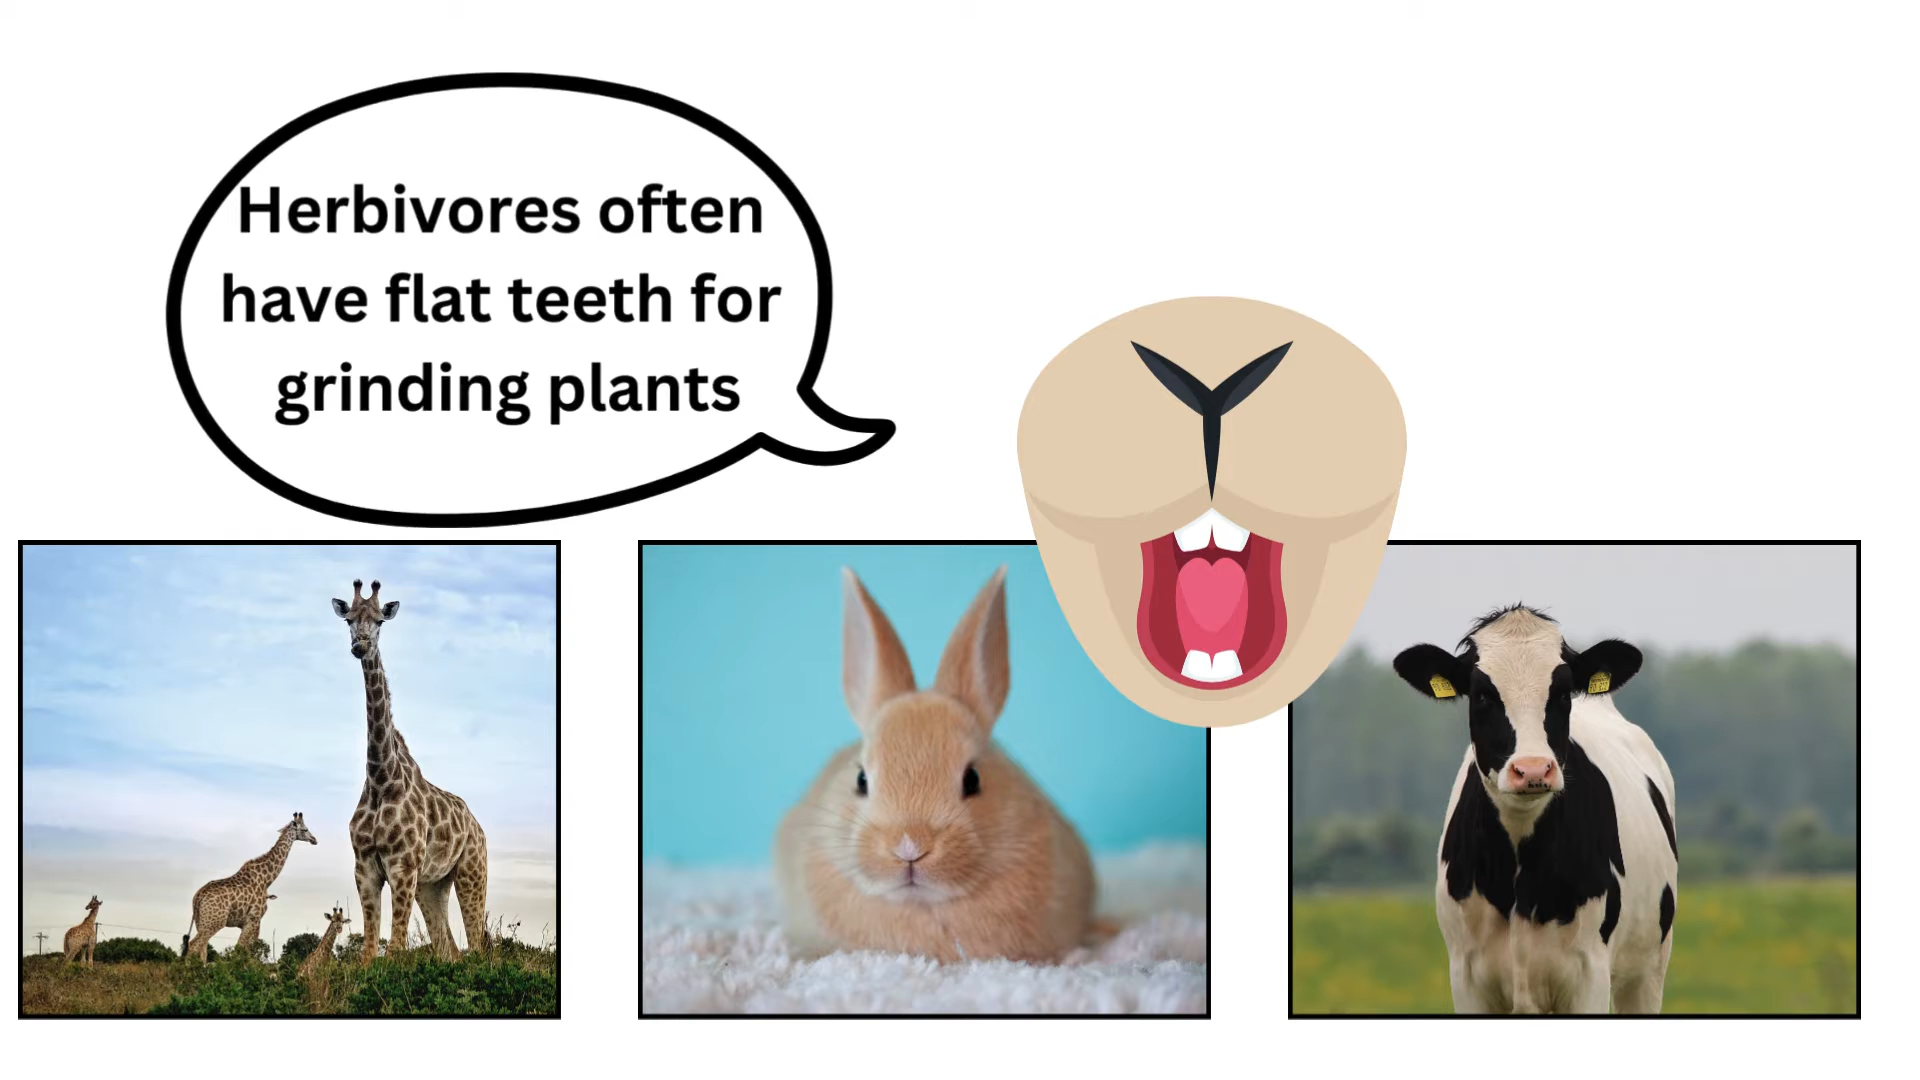 Herbivores often
have flat teeth for
grinding plants